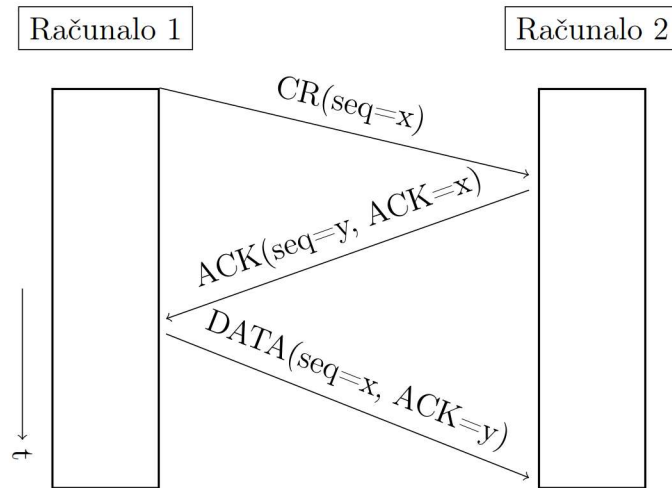 Računalo 1
Računalo 2
CR(seq=x)
ACK(seq=y, ACK=x)
DATA(seq=x, ACK=y)
t